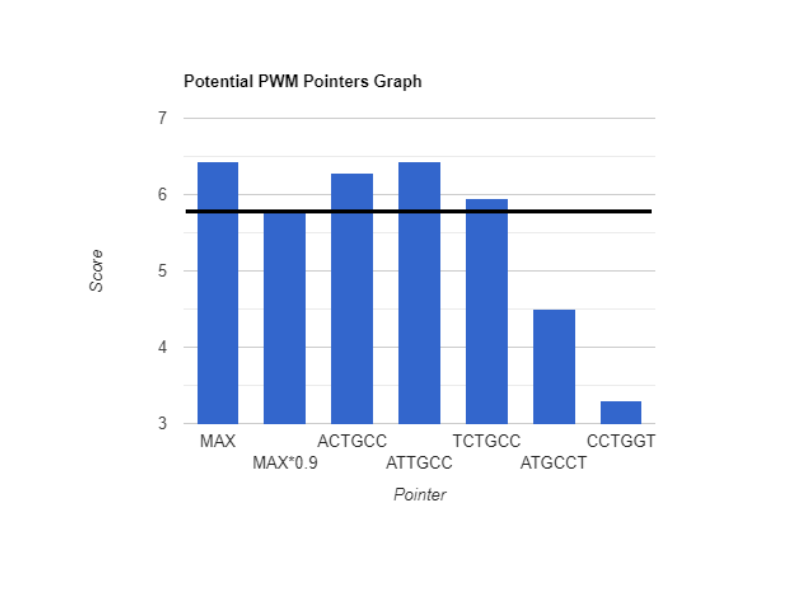 Potential PWM Pointers Graph
7
6
5
4
3
Score
MAX
MAX*0.9
ACTGCC
ATTGCC
TCTGCC
ATGCCT
CCTGGT
Pointer